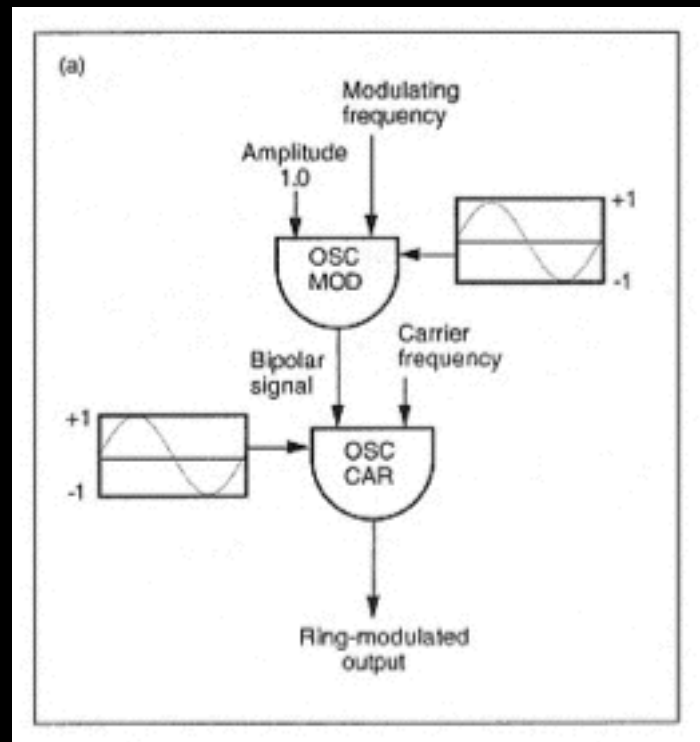 (a)
Modulating
frequency
Amplitude
1.0
+1
OSC
MOD
-1
Carrier
frequency
Bipolar
signal
+1
OSC
CAR
-1
Ring-modulated
output